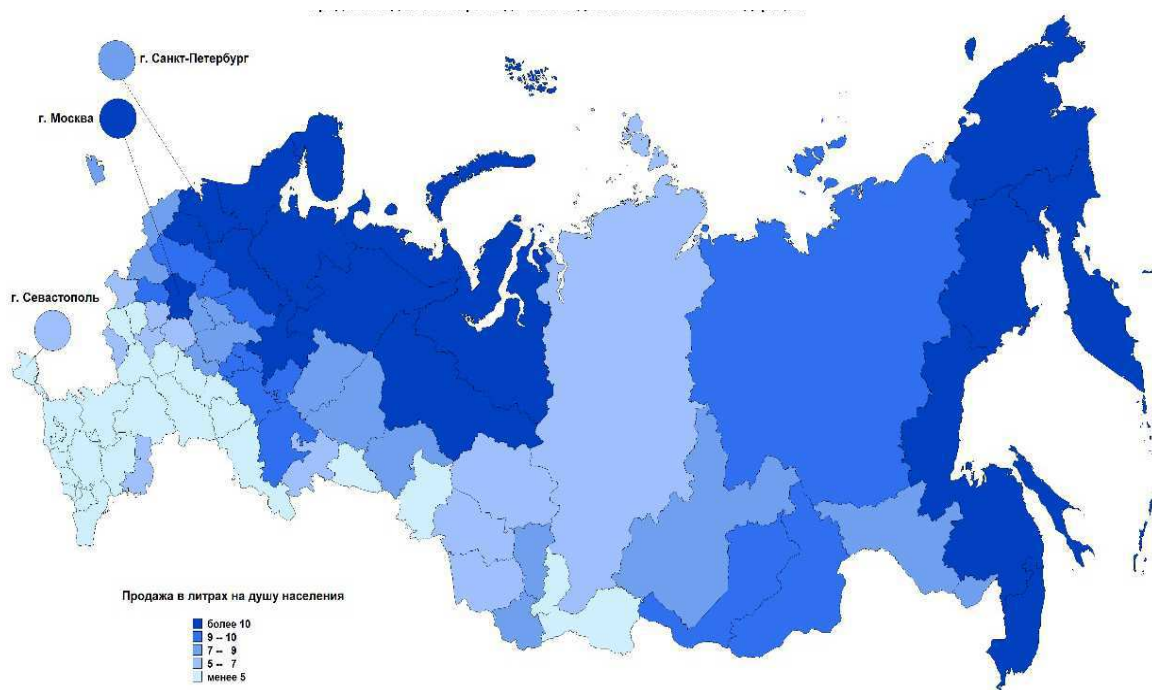 г. Санкт-Петербург
г. Москва
г. Севастополь
Продажа в литрах на душу населения
более 10
9 -- 10
7 -- 9
5 -- 7
менее 5